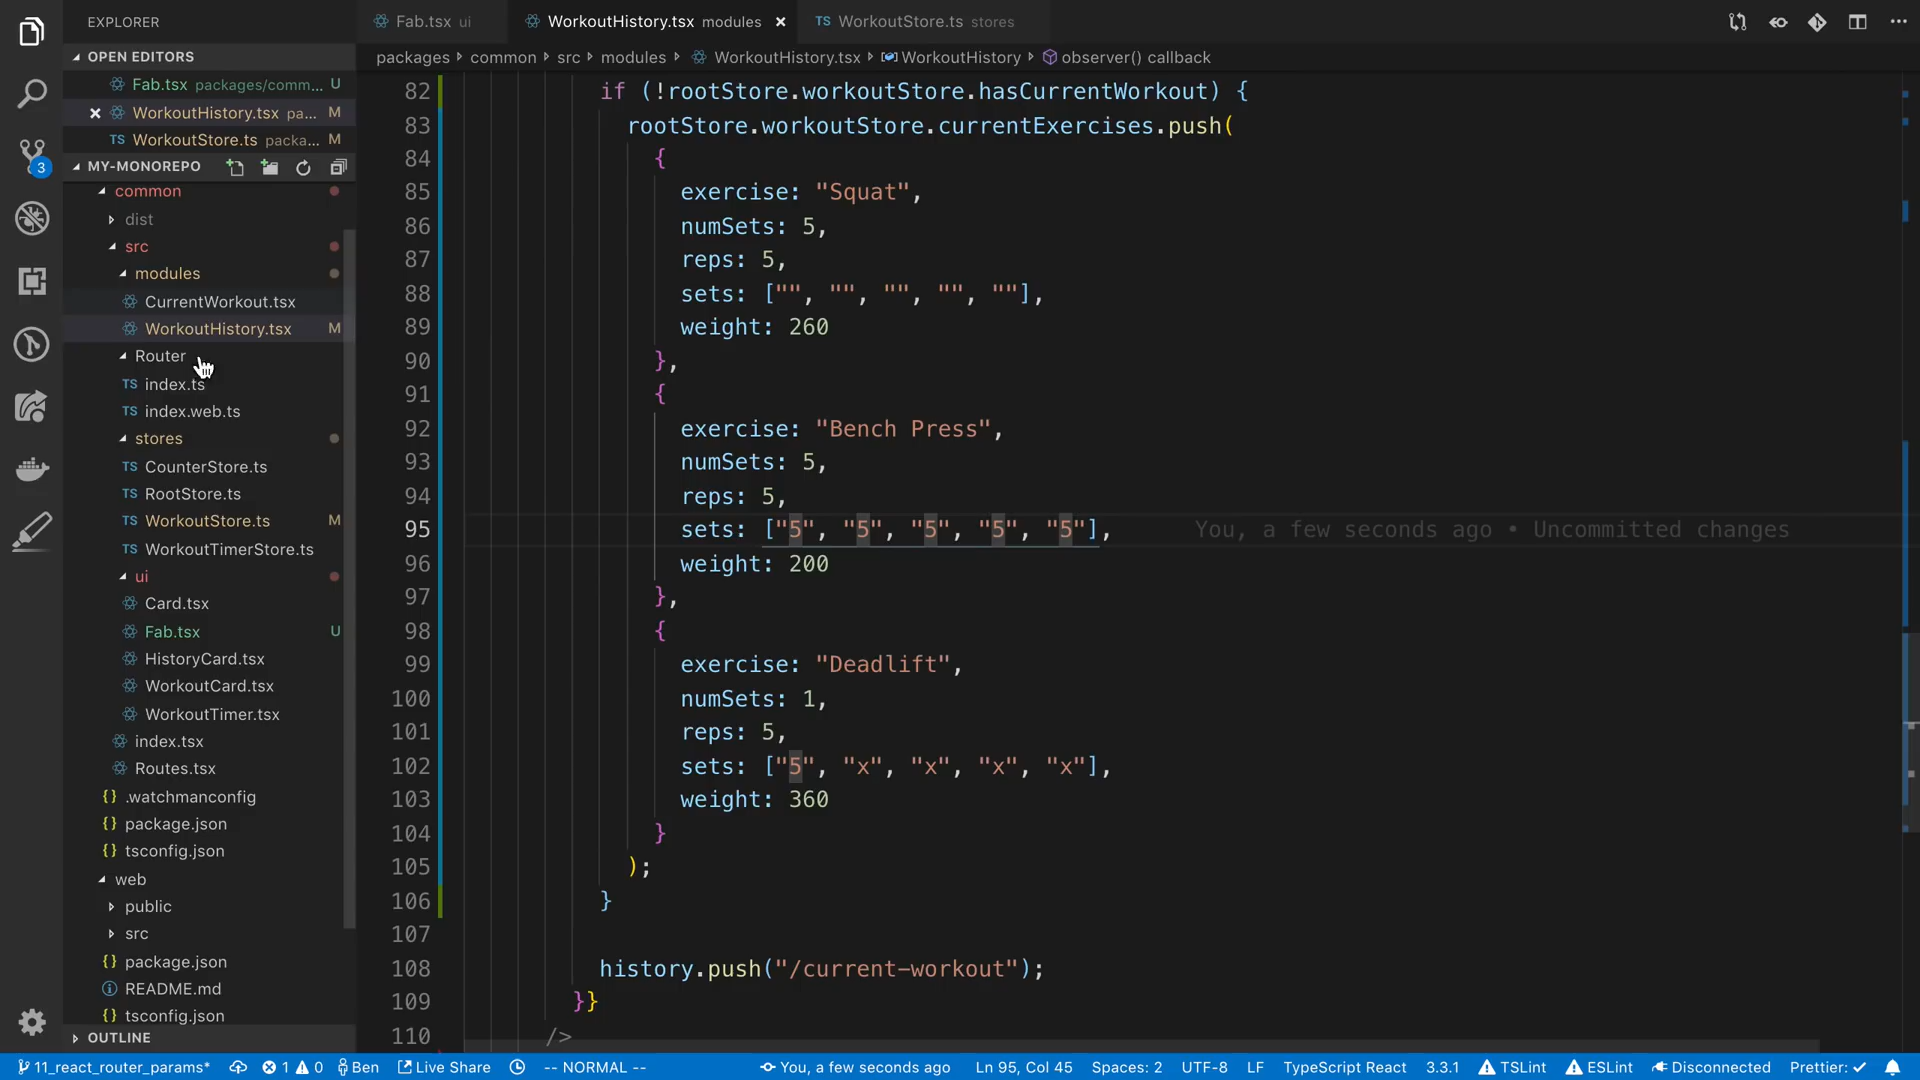 EXPLORER
OPEN EDITORS
Fab.tsx packages/comm... U
WorkoutHistory.tsx pa... M
TS WorkoutStore.ts packa... M
MY-MONOREPO
common
dist
src
modules
CurrentWorkout.tsx
WorkoutHistory.tsx M
Router
TS index.ts
TS index.web.ts
stores
TS CounterStore.ts
TS RootStore.ts
TS WorkoutStore.ts M
TS WorkoutTimerStore.ts
ui
Card.tsx
Fab.tsx U
HistoryCard.tsx
WorkoutCard.tsx
WorkoutTimer.tsx
index.tsx
Routes.tsx
{} .watchmanconfig
{} package.json
{} tsconfig.json
web
public
src
{} package.json
README.md
{} tsconfig.json
OUTLINE
3
Fab.tsx ui
WorkoutHistory.tsx modules
TS WorkoutStore.ts stores
packages common src modules WorkoutHistory.tsx WorkoutHistory observer() callback
82 if (!rootStore.workoutStore.hasCurrentWorkout) {
83 rootStore.workoutStore.currentExercises.push(
84 {
85 exercise: "Squat",
86 numSets: 5,
87 reps: 5,
88 sets: ["", "", "", "", ""],
89 weight: 260
90 },
91 {
92 exercise: "Bench Press",
93 numSets: 5,
94 reps: 5,
95 sets: ["5", "5", "5", "5", "5"], You, a few seconds ago • Uncommitted changes
96 weight: 200
97 },
98 {
99 exercise: "Deadlift",
100 numSets: 1,
101 reps: 5,
102 sets: ["5", "x", "x", "x", "x"],
103 weight: 360
104 }
105 );
106 }
107
108 history.push("/current-workout");
109 }}
110 />
11_react_router_params* 1 0 Ben Live Share -- NORMAL -- You, a few seconds ago Ln 95, Col 45 Spaces: 2 UTF-8 LF TypeScript React 3.3.1 TSLint ESLint Disconnected Prettier: ✓